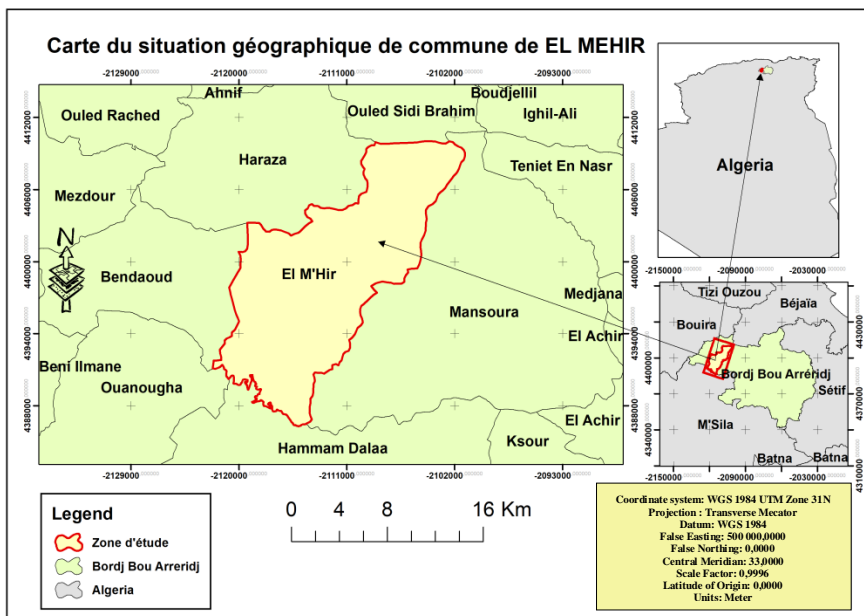 Carte du situation géographique de commune de EL MEHIR
-2129000 -2120000 -2111000 -2102000 -2093000
Ahnif
Boudjellil
Ouled Rached
Ouled Sidi Brahim
Ighil-Ali
Haraza
Teniet En Nasr
Mezdour
N
Bendaoud
El M'Hir
Medjana
Mansoura
El Achir
Beni Ilmane
Ouanougha
El Achir
Hammam Dalaa
Ksour
4412000
4406000
4400000
4394000
4388000
4412000
4406000
4400000
4394000
4388000
-2129000 -2120000 -2111000 -2102000 -2093000
Algeria
-2150000 -2090000 -2030000
Tizi Ouzou
Béjaïa
Bouira
Bordj Bou Arréridj
Sétif
M'Sila
Batna
Batna
4400000
4340000
4430000
4370000
4310000
-2150000 -2090000 -2030000
Legend
Zone d'étude
Bordj Bou Arreridj
Algeria
0 4 8 16 Km
Coordinate system: WGS 1984 UTM Zone 31N
Projection : Transverse Mecator
Datum: WGS 1984
False Easting: 500 000,0000
False Northing: 0,0000
Central Meridian: 33,0000
Scale Factor: 0,9996
Latitude of Origin: 0,0000
Units: Meter